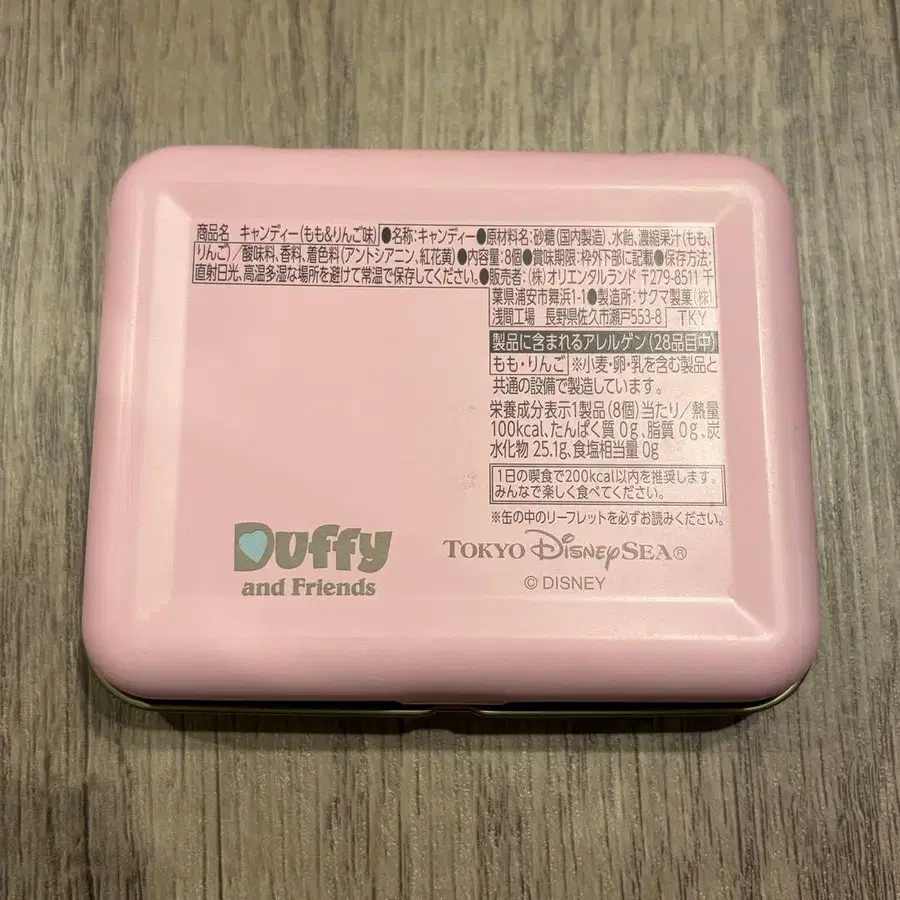 商品名 キャンディー(もも&りんご味)●名称:キャンディー●原材料名:砂糖(国内製造)、水飴、濃縮果汁(もも、
りんご)/酸味料、香料、着色料(アントシアニン、紅花黄)●内容量:8個●賞味期限:枠外下部に記載●保存方法:
直射日光、高温多湿な場所を避けて常温で保存してください。●販売者:(株)オリエンタルランド 〒279-8511 千
葉県浦安市舞浜1-1●製造所:サクマ製菓(株)
浅間工場 長野県佐久市瀬戸553-8 TKY
製品に含まれるアレルゲン(28品目中)
もも・りんご ※小麦・卵・乳を含む製品と
共通の設備で製造しています。
栄養成分表示1製品(8個)当たり/熱量
100kcal、たんぱく質 0g、脂質 0g、炭
水化物 25.1g、食塩相当量 0g
1日の喫食で200kcal以内を推奨します。
みんなで楽しく食べてください。
※缶の中のリーフレットを必ずお読みください。
Duffy
and Friends
TOKYO DISNEYSEA®
© DISNEY